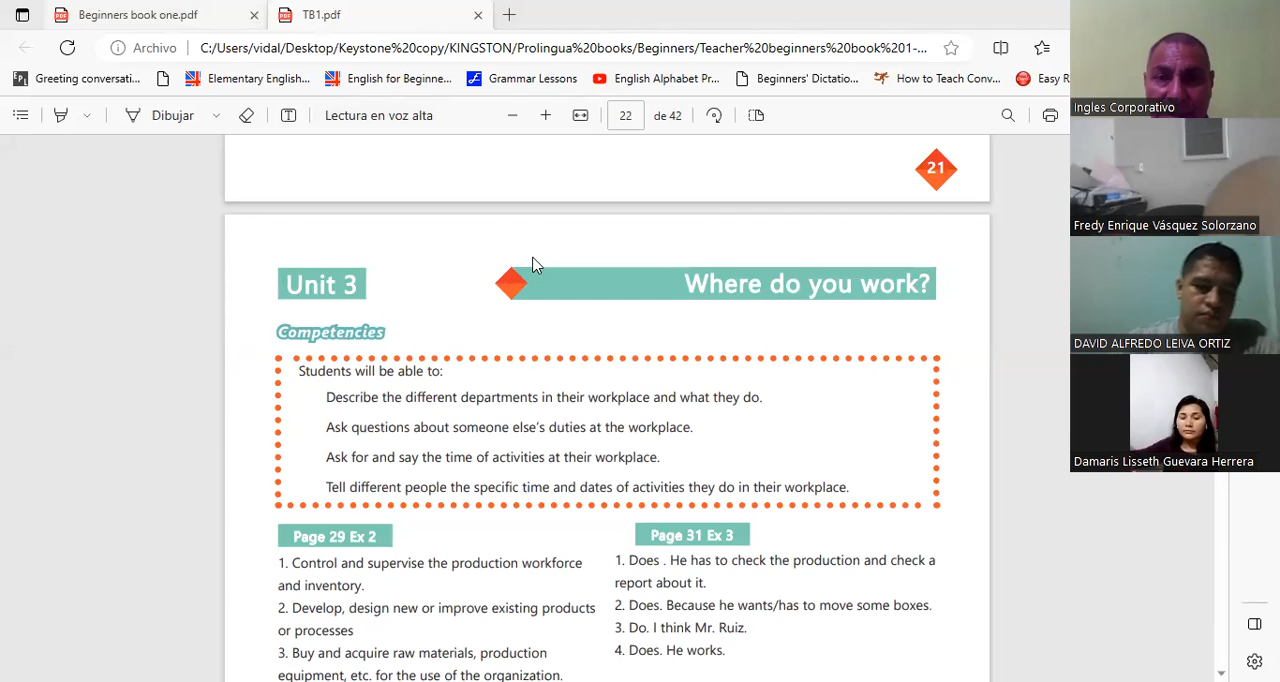 Beginners book one.pdf
TB1.pdf
Archivo
C:/Users/vidal/Desktop/Keystone%20copy/KINGSTON/Prolingua%20books/Beginners/Teacher%20beginners%20book%201-...
Greeting conversati...
Elementary English...
English for Beginne...
Grammar Lessons
English Alphabet Pr...
Beginners' Dictatio...
How to Teach Conv...
Easy R
Dibujar
Lectura en voz alta
22 de 42
21
Unit 3
Where do you work?
Competencies
Students will be able to:
Describe the different departments in their workplace and what they do.
Ask questions about someone else's duties at the workplace.
Ask for and say the time of activities at their workplace.
Tell different people the specific time and dates of activities they do in their workplace.
Page 29 Ex 2
1. Control and supervise the production workforce
and inventory.
2. Develop, design new or improve existing products
or processes
3. Buy and acquire raw materials, production
equipment, etc. for the use of the organization.
Page 31 Ex 3
1. Does . He has to check the production and check a
report about it.
2. Does. Because he wants/has to move some boxes.
3. Do. I think Mr. Ruiz.
4. Does. He works.
Ingles Corporativo
Fredy Enrique Vásquez Solorzano
DAVID ALFREDO LEIVA ORTIZ
Damaris Lisseth Guevara Herrera